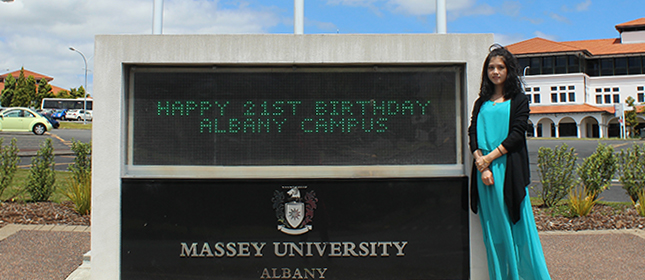 HAPPY 21ST BIRTHDAY
ALBANY CAMPUS
MASSEY UNIVERSITY
ALBANY